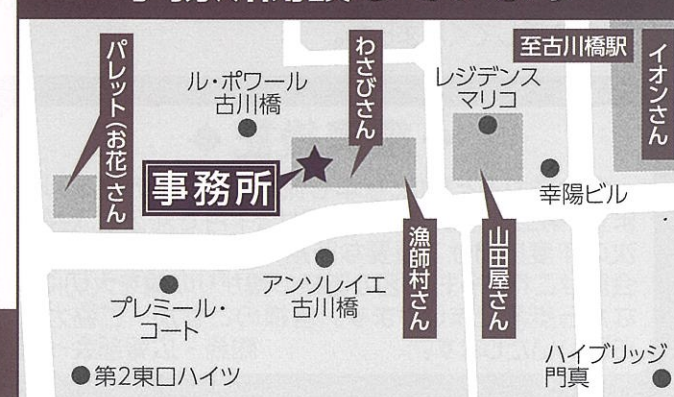 至古川橋駅
イオンさん
わさびさん
パレット(お花)さん
ル・ポワール
古川橋
レジデンス
マリコ
事務所
幸陽ビル
漁師村さん
山田屋さん
アンソレイエ
古川橋
プレミール・
コート
ハイブリッジ
門真
●第2東口ハイツ